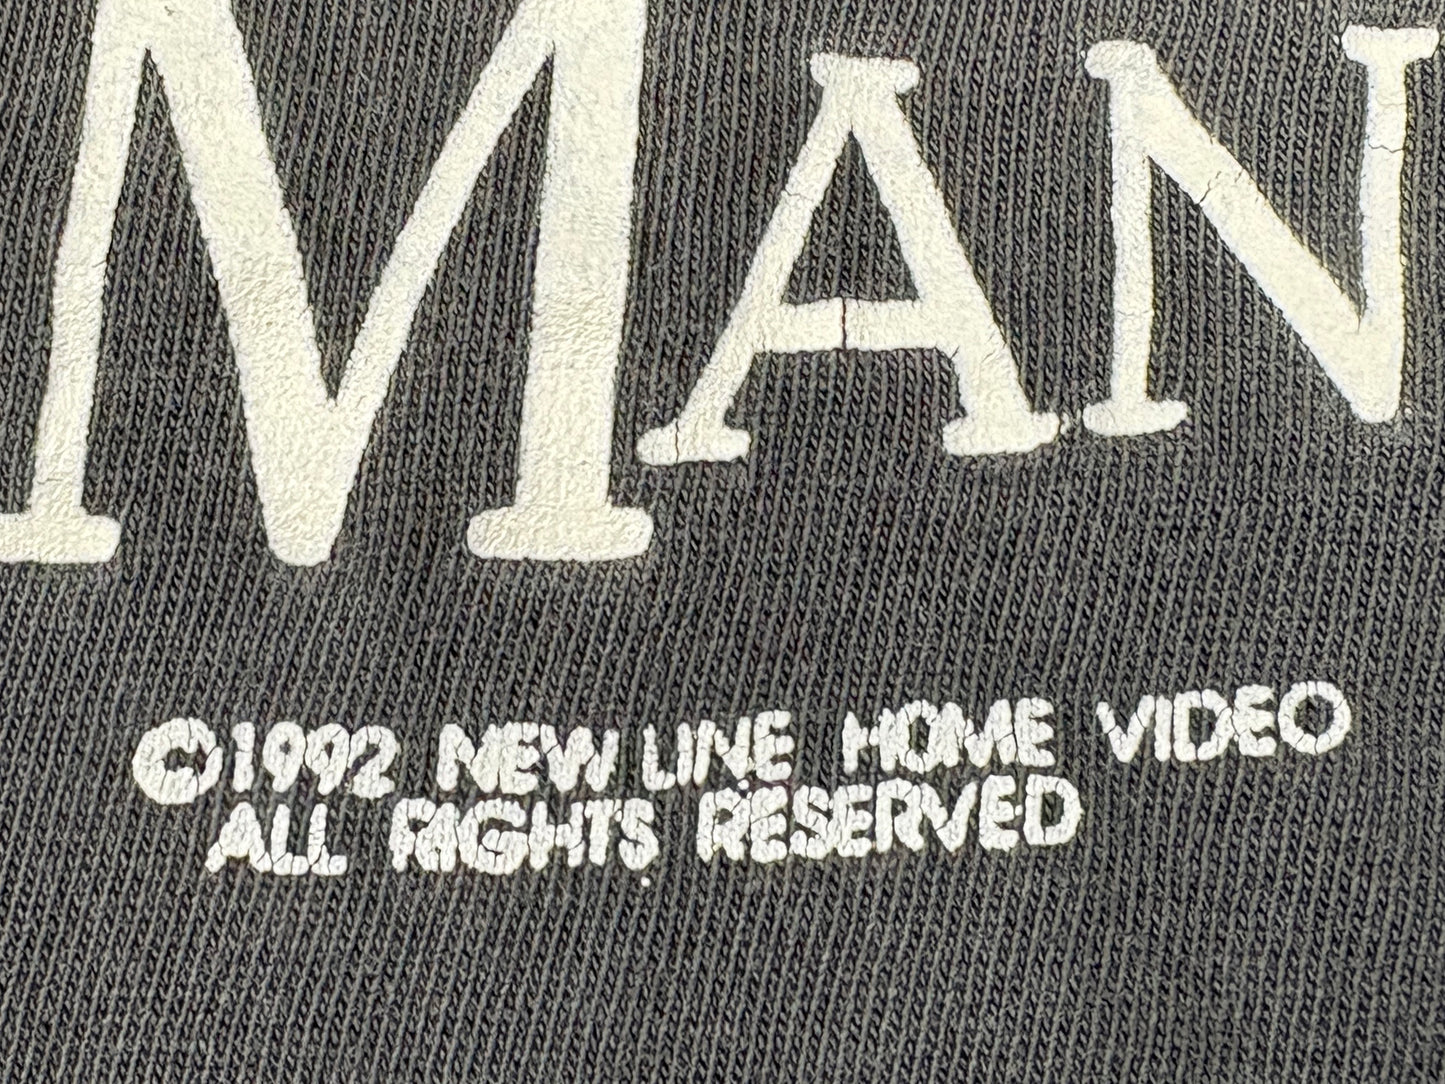 MAN
©1992 NEW LINE HOME VIDEO
ALL RIGHTS RESERVED